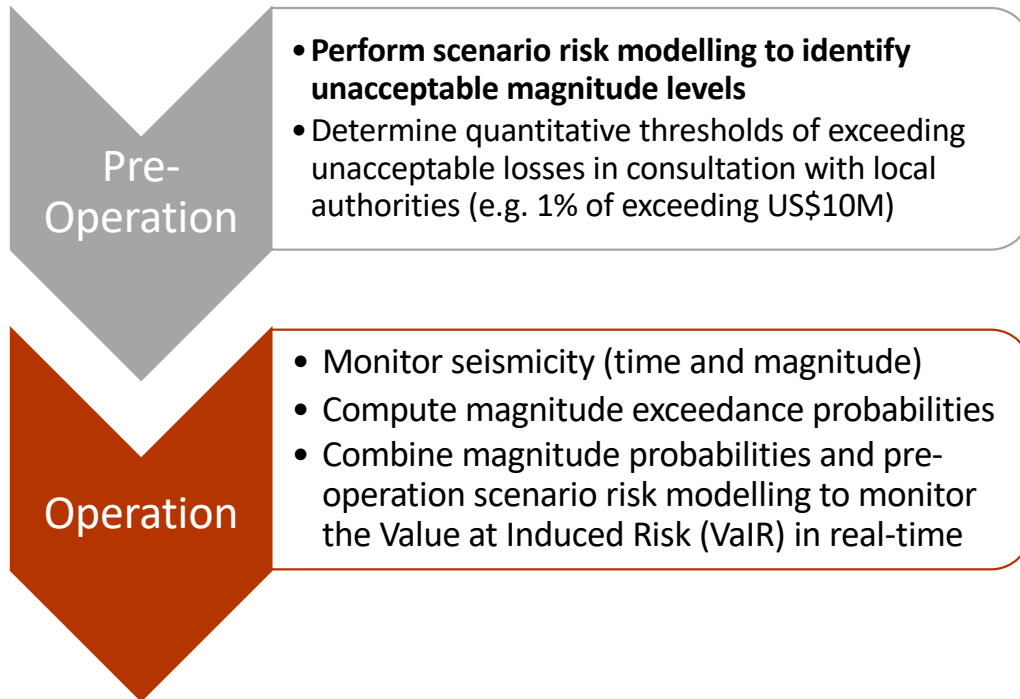 Pre-
Operation
• Perform scenario risk modelling to identify
unacceptable magnitude levels
• Determine quantitative thresholds of exceeding
unacceptable losses in consultation with local
authorities (e.g. 1% of exceeding US$10M)
Operation
• Monitor seismicity (time and magnitude)
• Compute magnitude exceedance probabilities
• Combine magnitude probabilities and pre-
operation scenario risk modelling to monitor
the Value at Induced Risk (VaIR) in real-time